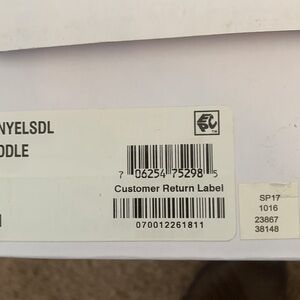 NYELSDL
DDLE
7 06254 75298 5
Customer Return Label
070012261811
SP17
1016
23867
38148